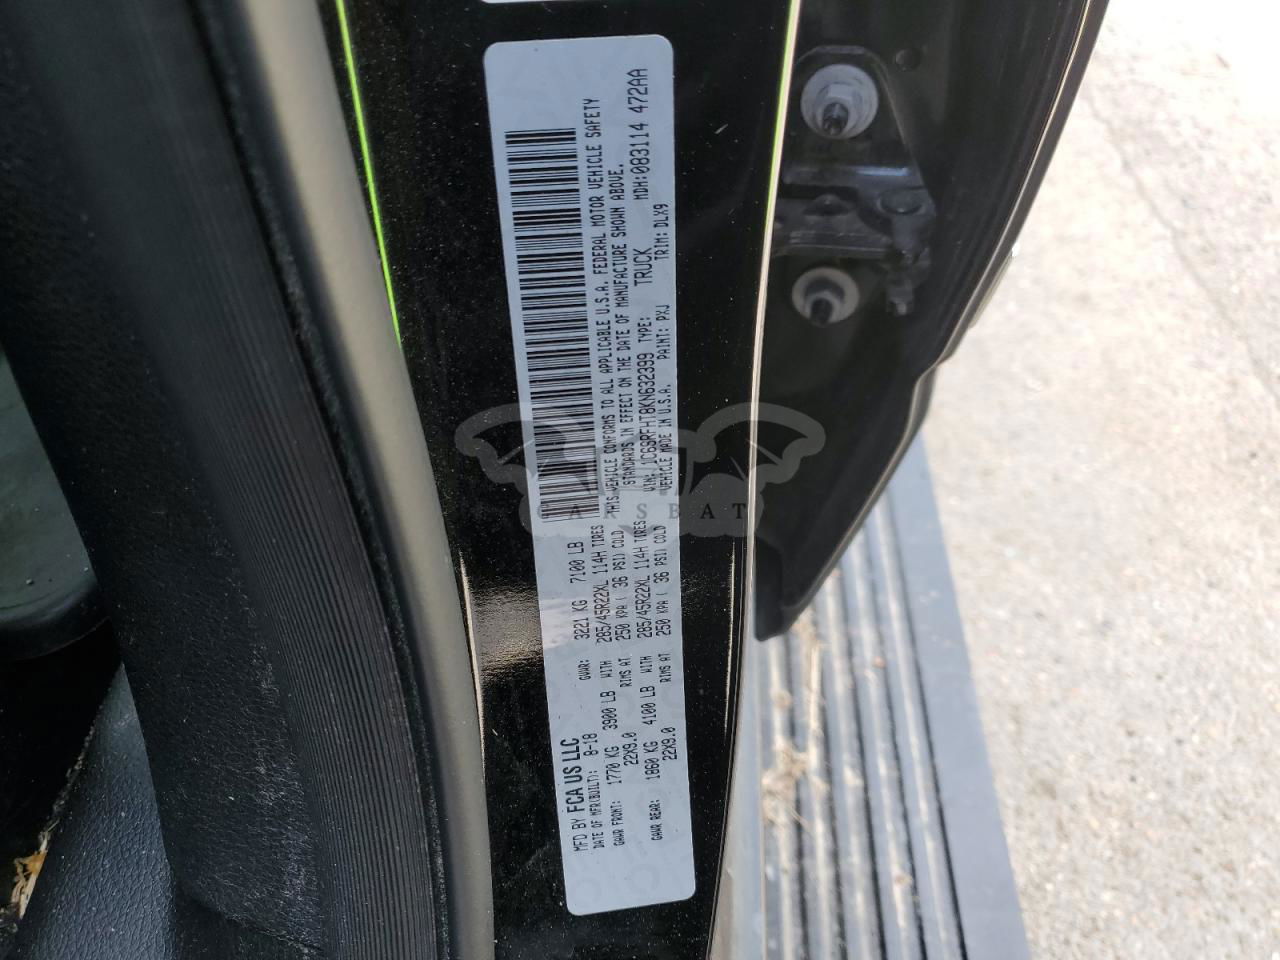 MFD BY FCA US LLC
DATE OF MFR(BUILT): 8-18 GVWR: 3221 KG 7100 LB
GAWR FRONT: 1770 KG 3900 LB WITH 285/45R22XL 114H TIRES
22X9.0 RIMS AT 250 KPA ( 36 PSI) COLD
GAWR REAR: 1860 KG 4100 LB WITH 285/45R22XL 114H TIRES
22X9.0 RIMS AT 250 KPA ( 36 PSI) COLD
THIS VEHICLE CONFORMS TO ALL APPLICABLE U.S.A. FEDERAL MOTOR VEHICLE SAFETY
STANDARDS IN EFFECT ON THE DATE OF MANUFACTURE SHOWN ABOVE.
VIN: 1C6SRFHT8KN632399 TYPE: TRUCK MDH:083114 472AA
VEHICLE MADE IN U.S.A. PAINT: PXJ TRIM: DLX9
CARSBAT